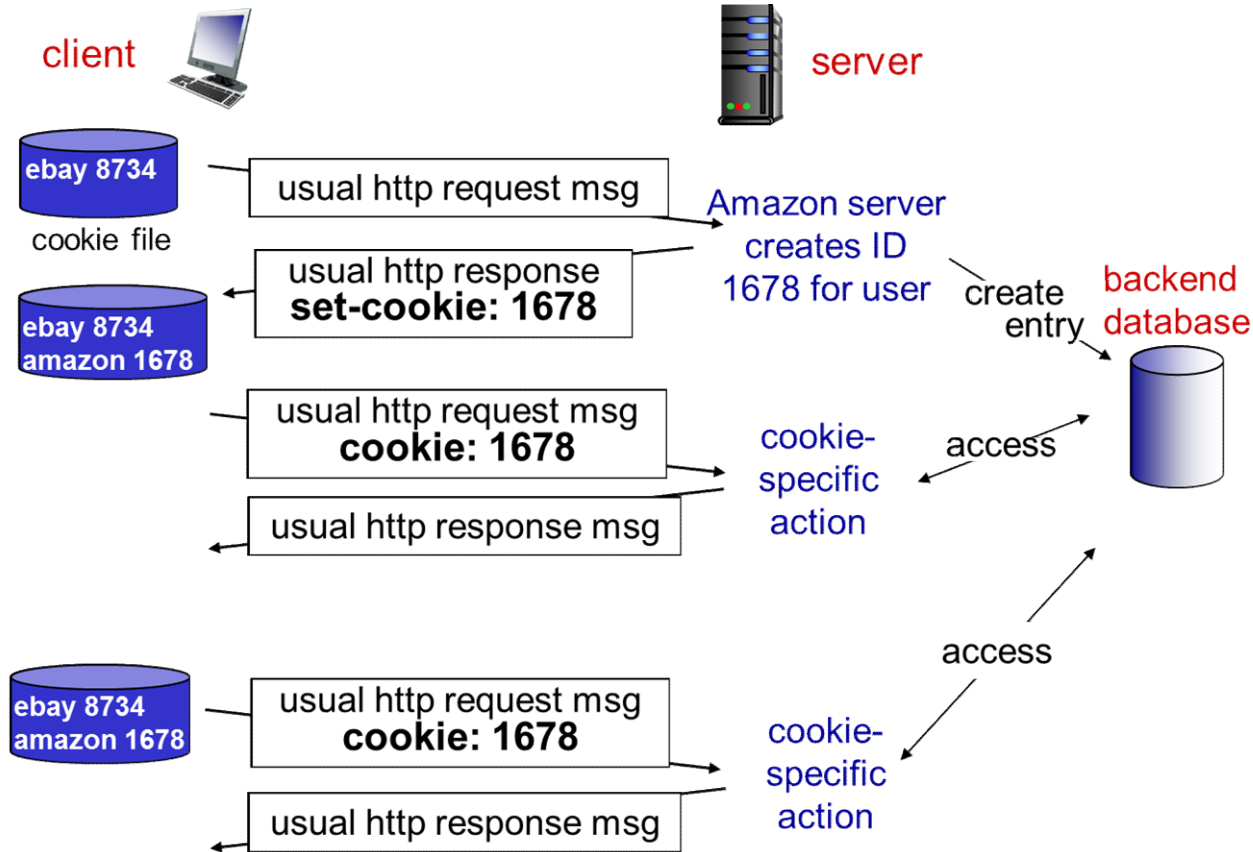 client
server
ebay 8734
cookie file
usual http request msg
Amazon server
creates ID
1678 for user
usual http response
set-cookie: 1678
create
entry
backend
database
ebay 8734
amazon 1678
usual http request msg
cookie: 1678
cookie-
specific
action
access
usual http response msg
access
ebay 8734
amazon 1678
usual http request msg
cookie: 1678
cookie-
specific
action
usual http response msg